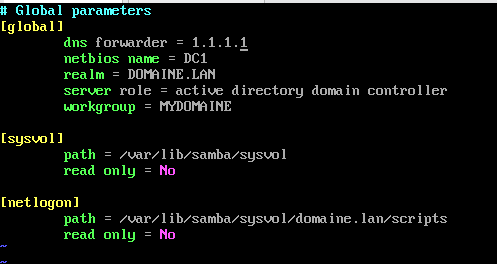 # Global parameters
[global]
dns forwarder = 1.1.1.1
netbios name = DC1
realm = DOMAINE.LAN
server role = active directory domain controller
workgroup = MYDOMAINE
[sysvol]
path = /var/lib/samba/sysvol
read only = No
[netlogon]
path = /var/lib/samba/sysvol/domaine.lan/scripts
read only = No
~
~